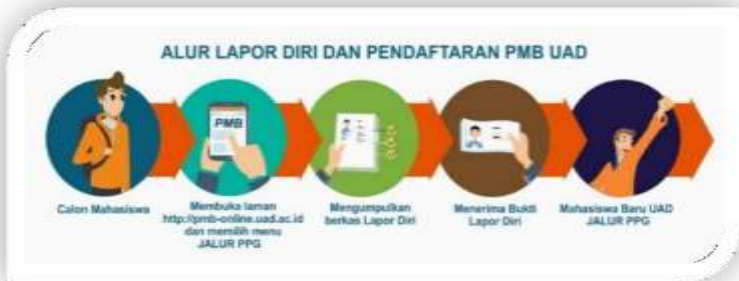 ALUR LAPOR DIRI DAN PENDAFTARAN PMB UAD
PMB
Calon Mahasiswa
Membuka laman
http://pmb-online.uad.ac.id
dan memilih menu
JALUR PPG
Mengumpulkan
berkas Lapor Diri
Menerima Bukti
Lapor Diri
Mahasiswa Baru UAD
JALUR PPG